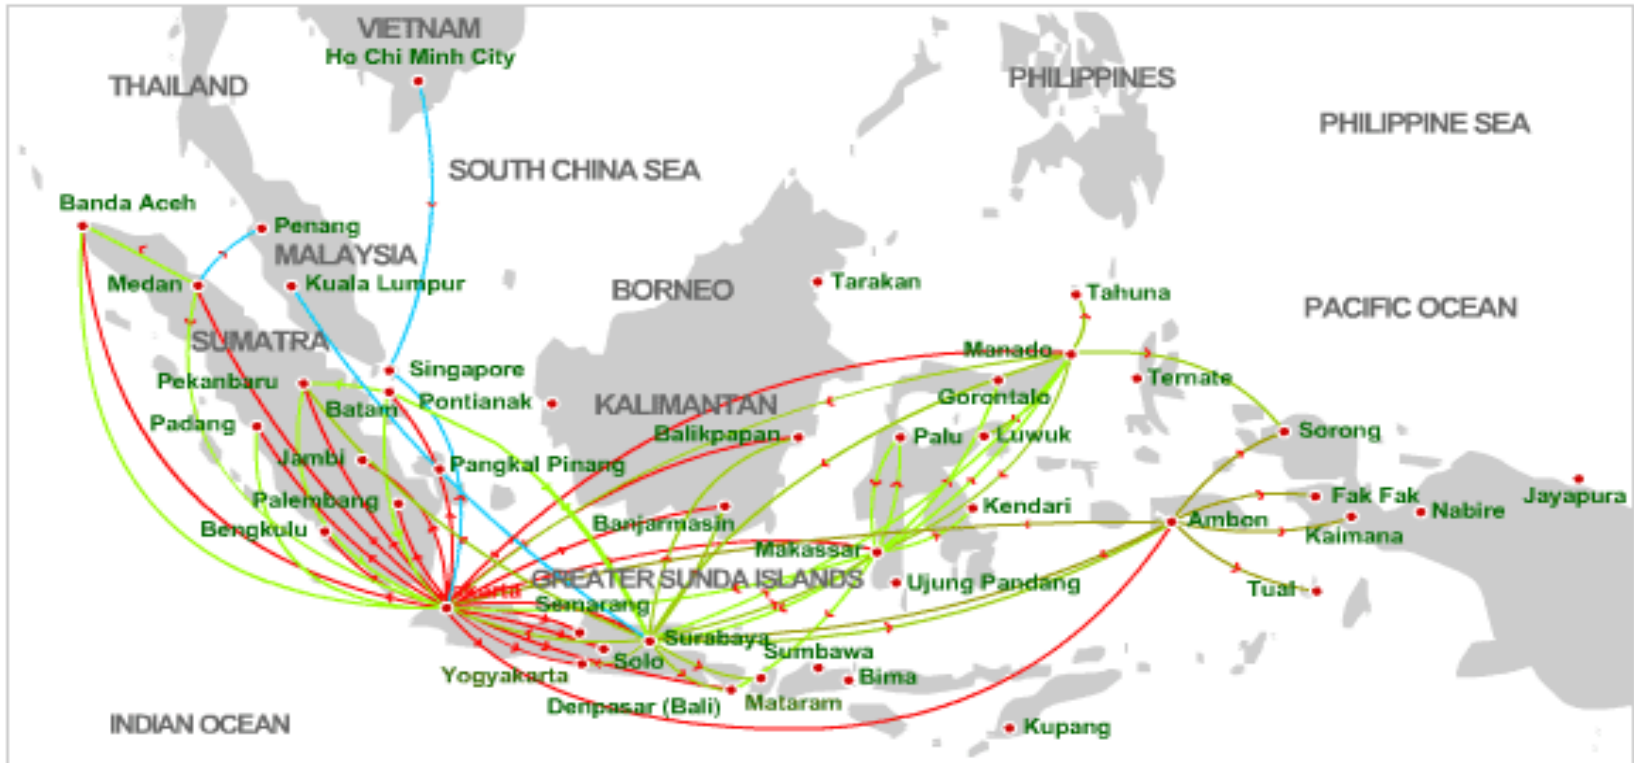 VIETNAM
Ho Chi Minh City
THAILAND
PHILIPPINES
PHILIPPINE SEA
SOUTH CHINA SEA
Banda Aceh
Penang
MALAYSIA
Medan
Kuala Lumpur
BORNEO
Tarakan
Tahuna
PACIFIC OCEAN
SUMATRA
Manado
Singapore
Pekanbaru
Ternate
Batam
Pontianak
KALIMANTAN
Gorontalo
Padang
Balikpapan
Palu
Luwuk
Sorong
Jambi
Pangkal Pinang
Palembang
Fak Fak
Jayapura
Bengkulu
Banjarmasin
Kendari
Ambon
Nabire
Kaimana
Makassar
GREATER SUNDA ISLANDS
Ujung Pandang
Tual
Semarang
Surabaya
Sumbawa
Solo
Yogyakarta
Bima
Denpasar (Bali)
Mataram
INDIAN OCEAN
Kupang